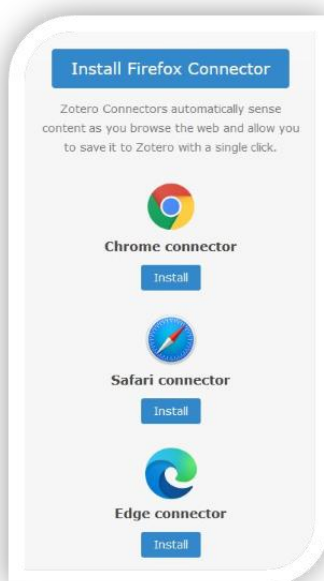 Install Firefox Connector
Zotero Connectors automatically sense
content as you browse the web and allow you
to save it to Zotero with a single click.
Chrome connector
Install
Safari connector
Install
Edge connector
Install